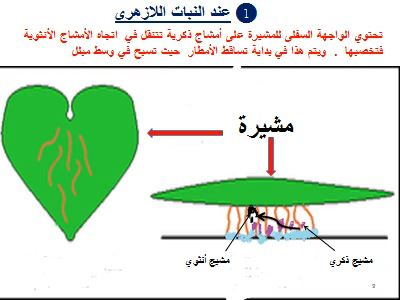 1 عند النبات اللازهري
تحتوي الواجهة السفلى للمشيرة على أمشاج ذكرية تتنقل في اتجاه الأمشاج الأنثوية
فتخصبها . ويتم هذا في بداية تساقط الأمطار حيث تسبح في وسط مبلل
مشيرة
مشيج أنثوي
مشيج ذكري
9